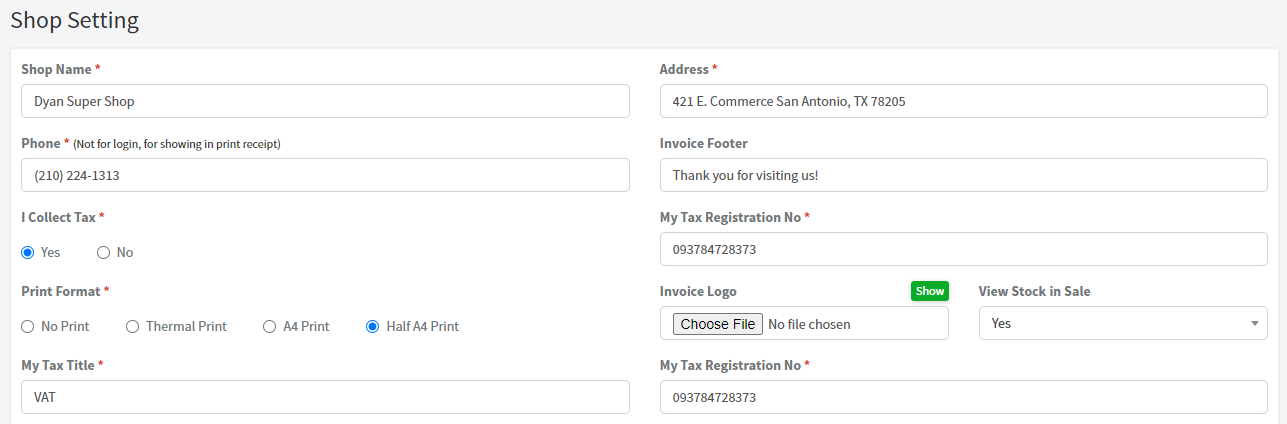 Shop Setting
Shop Name *
Address *
Dyan Super Shop
421 E. Commerce San Antonio, TX 78205
Phone * (Not for login, for showing in print receipt)
Invoice Footer
(210) 224-1313
Thank you for visiting us!
I Collect Tax *
My Tax Registration No *
Yes No
093784728373
Print Format *
Invoice Logo Show
View Stock in Sale
No Print Thermal Print A4 Print Half A4 Print
Choose File No file chosen
Yes
My Tax Title *
My Tax Registration No *
VAT
093784728373